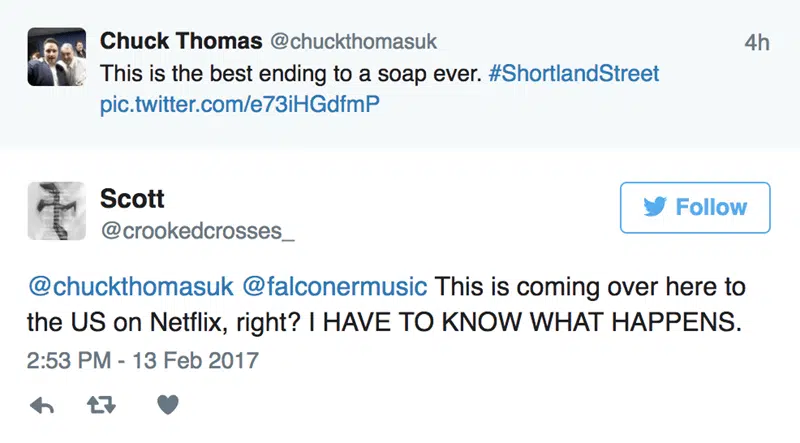 Chuck Thomas @chuckthomasuk 4h
This is the best ending to a soap ever. #ShortlandStreet
pic.twitter.com/e73iHGdfmP
Scott
@crookedcrosses_
Follow
@chuckthomasuk @falconermusic This is coming over here to
the US on Netflix, right? I HAVE TO KNOW WHAT HAPPENS.
2:53 PM - 13 Feb 2017